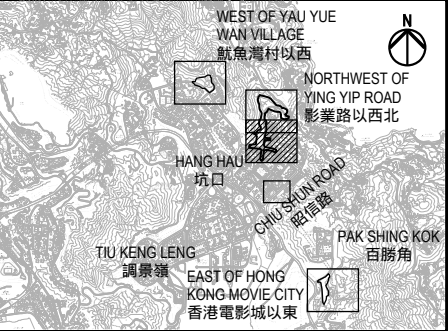 WEST OF YAU YUE
WAN VILLAGE
魷魚灣村以西
N
NORTHWEST OF
YING YIP ROAD
影業路以西北
HANG HAU
坑口
CHIU SHUN ROAD
昭信路
PAK SHING KOK
百勝角
TIU KENG LENG
調景嶺
EAST OF HONG
KONG MOVIE CITY
香港電影城以東